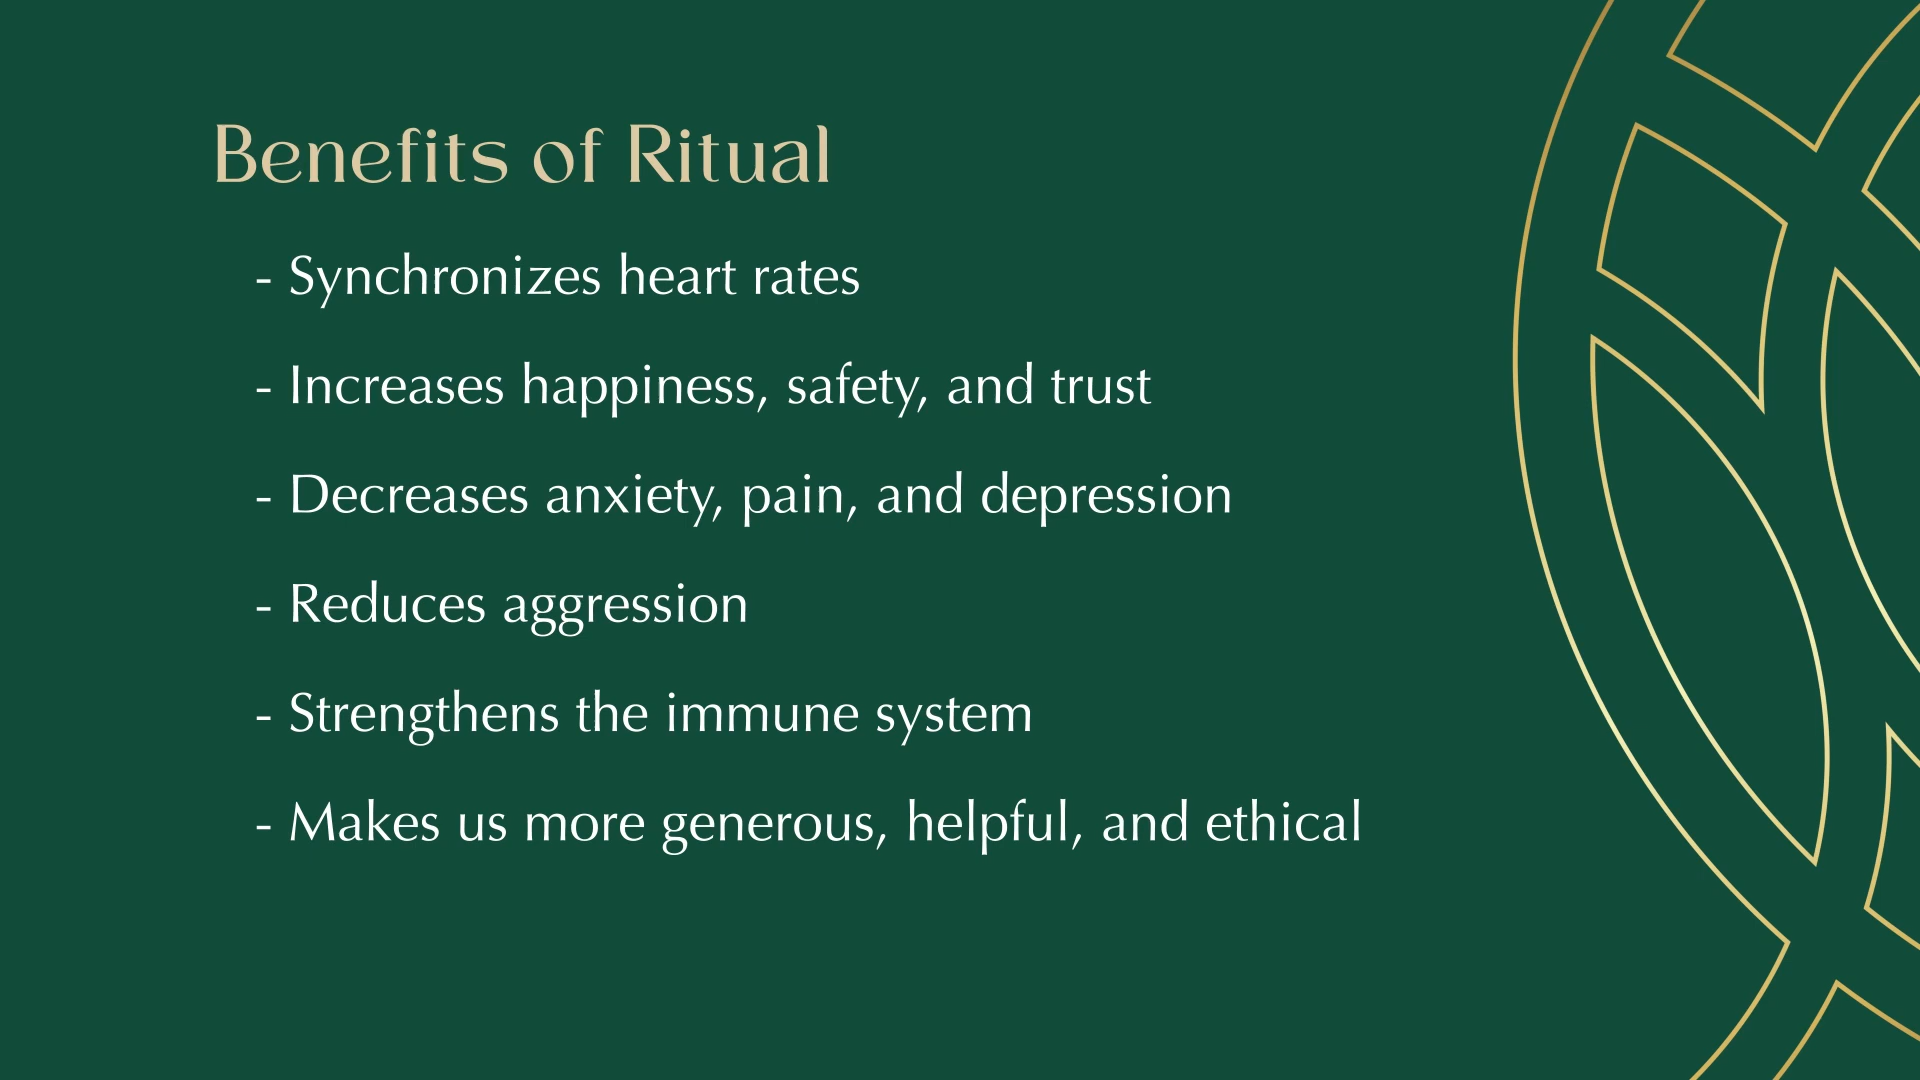 Benefits of Ritual
- Synchronizes heart rates
- Increases happiness, safety, and trust
- Decreases anxiety, pain, and depression
- Reduces aggression
- Strengthens the immune system
- Makes us more generous, helpful, and ethical